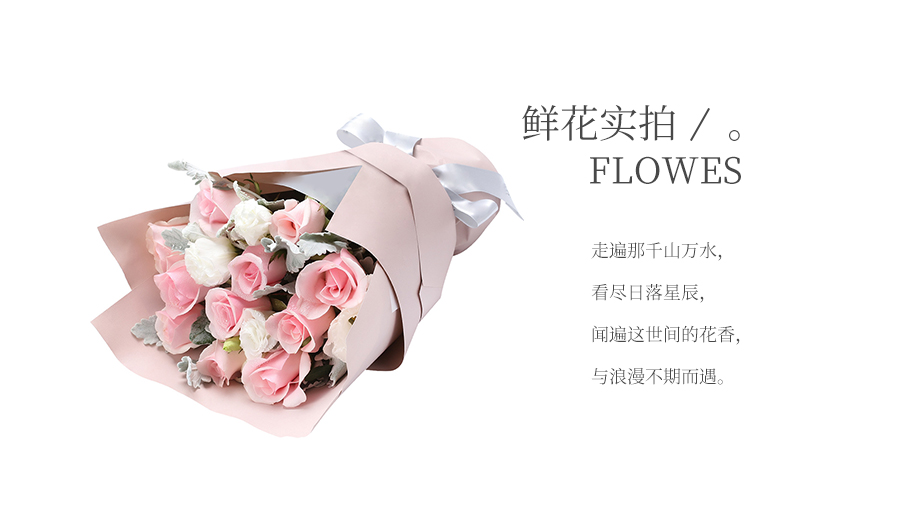 鲜花实拍 / 。
FLOWES
走遍那千山万水，
看尽日落星辰，
闻遍这世间的花香，
与浪漫不期而遇。